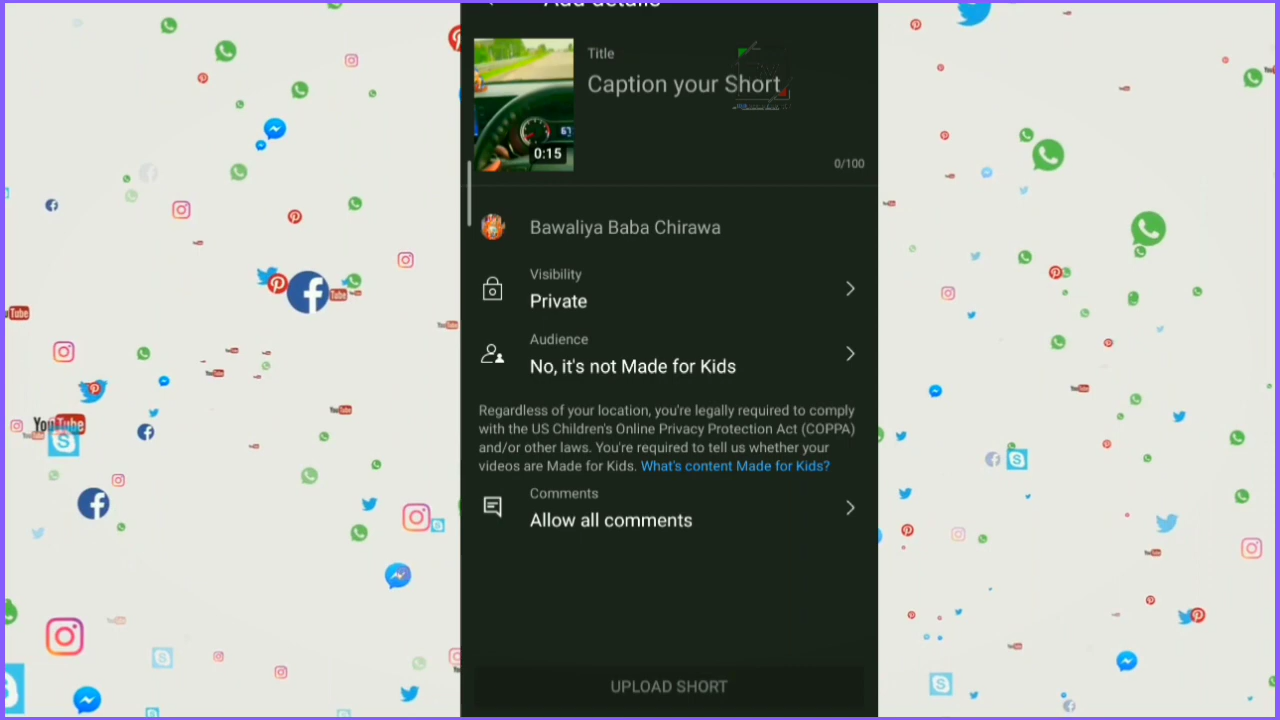 Add details
Title
Caption your Short
0:15
0/100
Bawaliya Baba Chirawa
Visibility
Private
Audience
No, it's not Made for Kids
Regardless of your location, you're legally required to comply
with the US Children's Online Privacy Protection Act (COPPA)
and/or other laws. You're required to tell us whether your
videos are Made for Kids. What's content Made for Kids?
Comments
Allow all comments
UPLOAD SHORT
YouTube